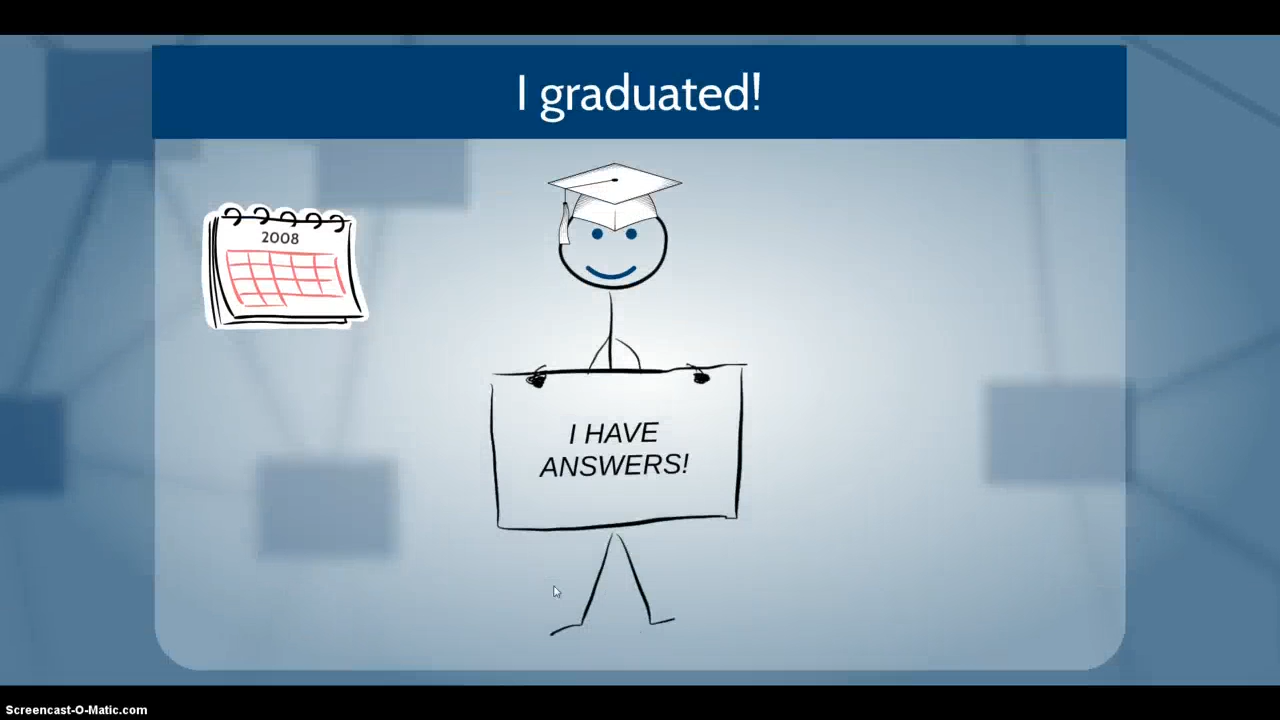 I graduated!
2008
I HAVE
ANSWERS!
Screencast-O-Matic.com